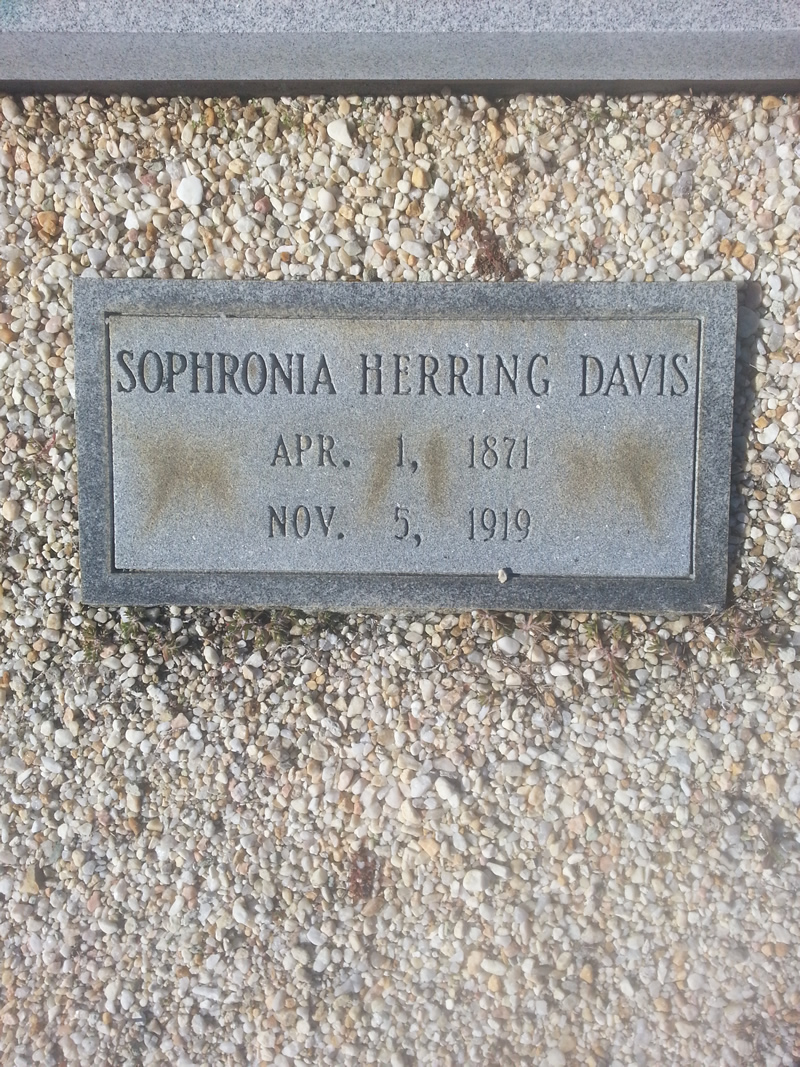 SOPHRONIA HERRING DAVIS
APR. 1, 1871
NOV. 5, 1919